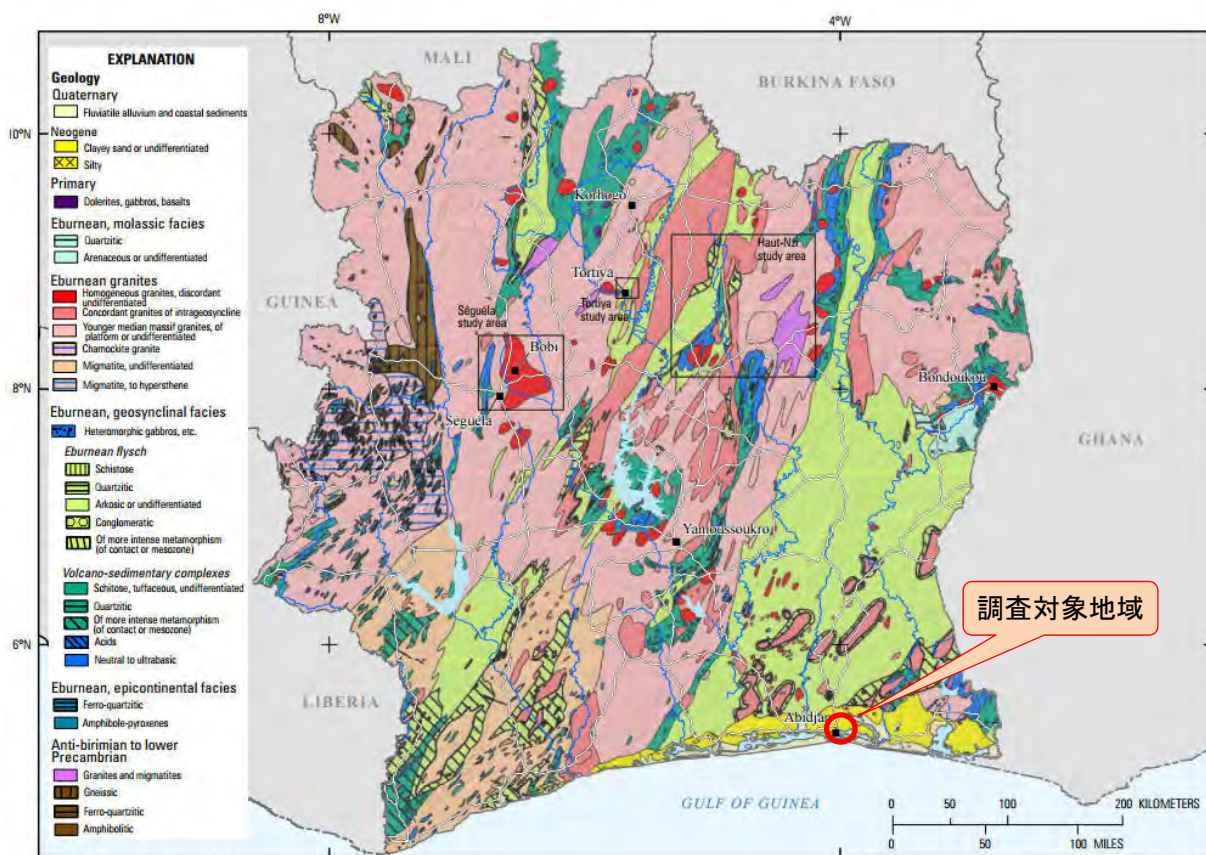 8°W
4°W
10°N
8°N
6°N
EXPLANATION
Geology
Quaternary
Fluviatile alluvium and coastal sediments
Neogene
Clayey sand or undifferentiated
Silty
Primary
Dolerites, gabbros, basalts
Eburnean, molassic facies
Quartzitic
Arenaceous or undifferentiated
Eburnean granites
Homogeneous granites, discordant
undifferentiated
Concordant granites of intrageosyncline
Younger median massif granites, of
platform or undifferentiated
Charnockite granite
Migmatite, undifferentiated
Migmatite, to hypersthene
Eburnean, geosynclinal facies
Heteromorphic gabbros, etc.
Eburnean flysch
Schistose
Quartzitic
Arkosic or undifferentiated
Conglomeratic
Of more intense metamorphism
(of contact or mesozone)
Volcano-sedimentary complexes
Schitose, tuffaceous, undifferentiated
Quartzitic
Of more intense metamorphism
(of contact or mesozone)
Acids
Neutral to ultrabasic
Eburnean, epicontinental facies
Ferro-quartzitic
Amphibole-pyroxenes
Anti-birimian to lower
Precambrian
Granites and migmatites
Gneissic
Ferro-quartzitic
Amphibolitic
MALI
BURKINA FASO
GUINEA
GHANA
LIBERIA
Korhogo
Haut-Nzi
study area
Tortiya
Tortiya
study area
Séguéla
study area
Bobi
Séguéla
Bondoukou
Yamoussoukro
調査対象地域
Abidjan
GULF OF GUINEA
0 50 100 200 KILOMETERS
0 50 100 MILES